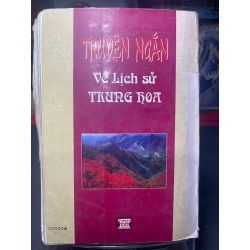 TRUYỆN NGẮN
VỀ LỊCH SỬ
TRUNG HOA